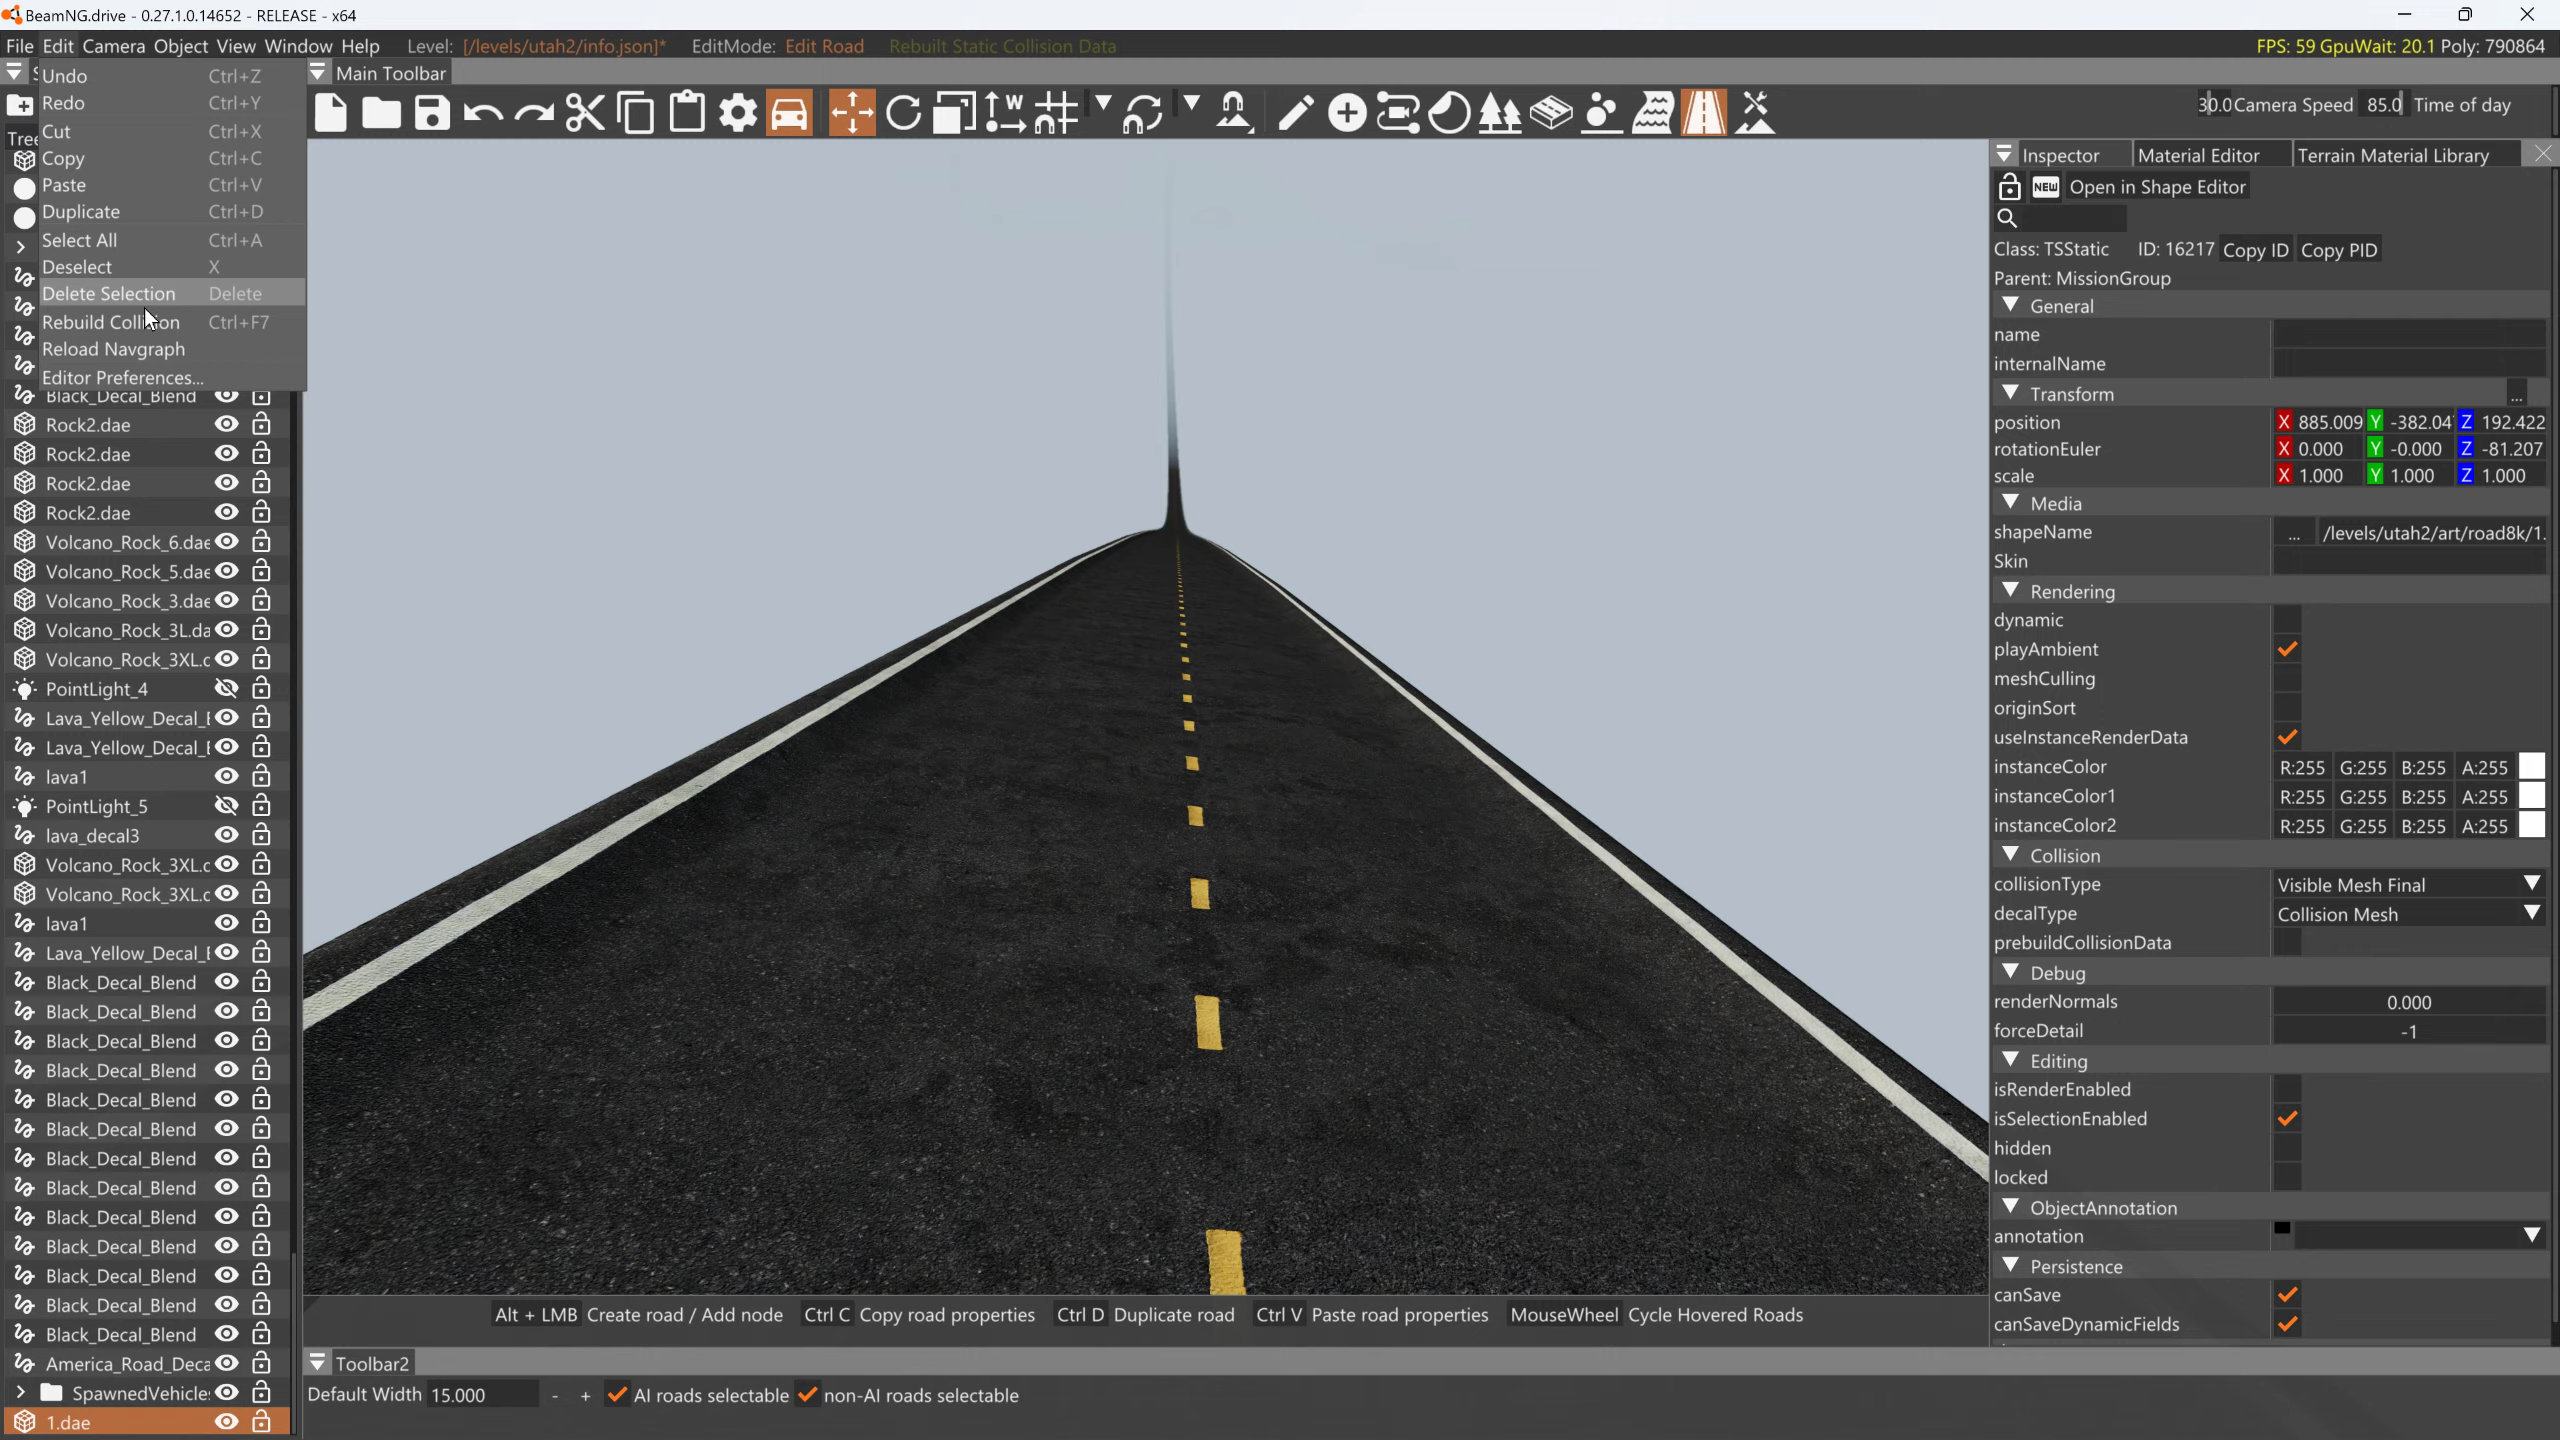 BeamNG.drive - 0.27.1.0.14652 - RELEASE - x64
File Edit Camera Object View Window Help Level: [/levels/utah2/info.json]* EditMode: Edit Road Rebuilt Static Collision Data FPS: 59 GpuWait: 20.1 Poly: 790864
Undo Ctrl+Z
Redo Ctrl+Y
Cut Ctrl+X
Copy Ctrl+C
Paste Ctrl+V
Duplicate Ctrl+D
Select All Ctrl+A
Deselect X
Delete Selection Delete
Rebuild Collision Ctrl+F7
Reload Navgraph
Editor Preferences...
Main Toolbar
W
30.0 Camera Speed 85.0 Time of day
Tree
Black_Decal_Blend
Rock2.dae
Rock2.dae
Rock2.dae
Rock2.dae
Volcano_Rock_6.dae
Volcano_Rock_5.dae
Volcano_Rock_3.dae
Volcano_Rock_3L.da
Volcano_Rock_3XL.c
PointLight_4
Lava_Yellow_Decal_E
Lava_Yellow_Decal_E
lava1
PointLight_5
lava_decal3
Volcano_Rock_3XL.c
Volcano_Rock_3XL.c
lava1
Lava_Yellow_Decal_E
Black_Decal_Blend
Black_Decal_Blend
Black_Decal_Blend
Black_Decal_Blend
Black_Decal_Blend
Black_Decal_Blend
Black_Decal_Blend
Black_Decal_Blend
Black_Decal_Blend
Black_Decal_Blend
Black_Decal_Blend
Black_Decal_Blend
Black_Decal_Blend
America_Road_Deca
SpawnedVehicle
1.dae
Alt + LMB Create road / Add node Ctrl C Copy road properties Ctrl D Duplicate road Ctrl V Paste road properties MouseWheel Cycle Hovered Roads
Toolbar2
Default Width 15.000 - + AI roads selectable non-AI roads selectable
Inspector Material Editor Terrain Material Library
NEW Open in Shape Editor
Class: TSStatic ID: 16217 Copy ID Copy PID
Parent: MissionGroup
General
name
internalName
Transform ...
position X 885.009 Y -382.04 Z 192.422
rotationEuler X 0.000 Y -0.000 Z -81.207
scale X 1.000 Y 1.000 Z 1.000
Media
shapeName ... /levels/utah2/art/road8k/1.
Skin
Rendering
dynamic
playAmbient
meshCulling
originSort
useInstanceRenderData
instanceColor R:255 G:255 B:255 A:255
instanceColor1 R:255 G:255 B:255 A:255
instanceColor2 R:255 G:255 B:255 A:255
Collision
collisionType Visible Mesh Final
decalType Collision Mesh
prebuildCollisionData
Debug
renderNormals 0.000
forceDetail -1
Editing
isRenderEnabled
isSelectionEnabled
hidden
locked
ObjectAnnotation
annotation
Persistence
canSave
canSaveDynamicFields